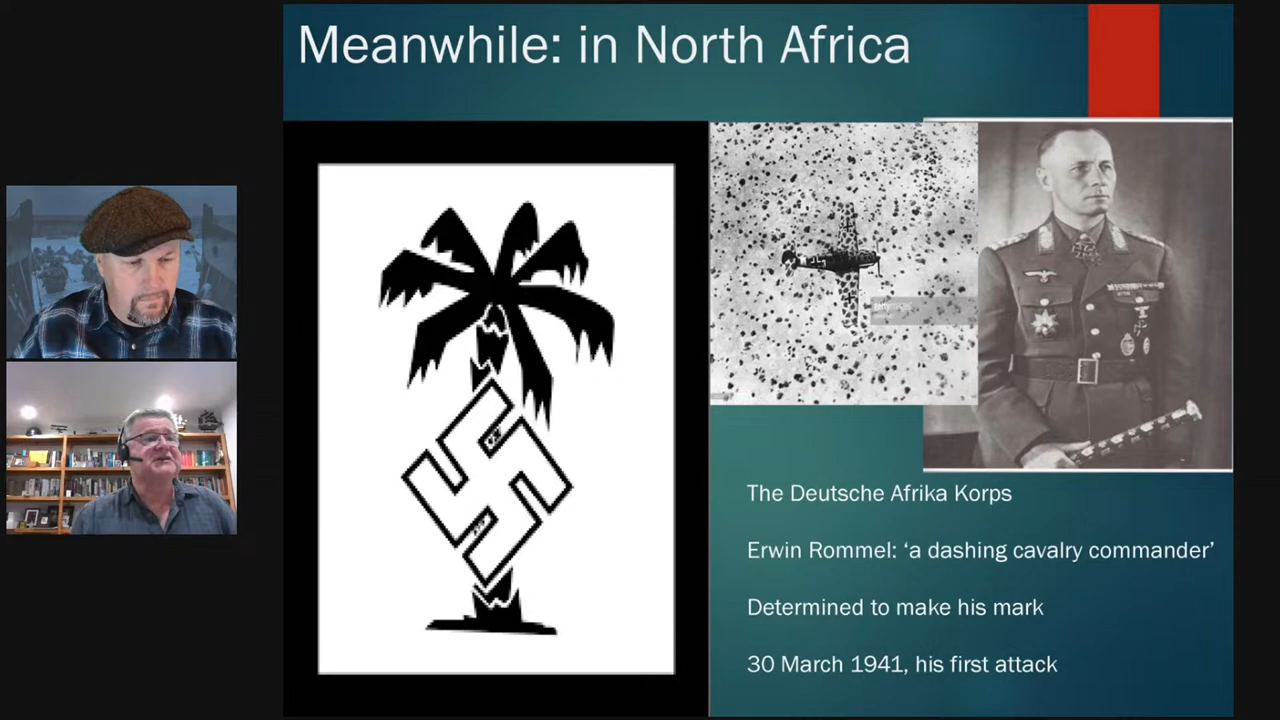 Meanwhile: in North Africa
The Deutsche Afrika Korps
Erwin Rommel: ‘a dashing cavalry commander’
Determined to make his mark
30 March 1941, his first attack